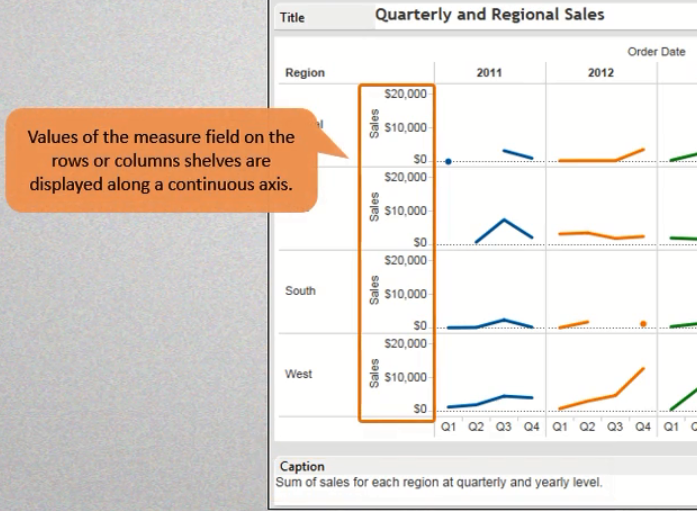 Title
Quarterly and Regional Sales
Order Date
Region
2011
2012
Values of the measure field on the
rows or columns shelves are
displayed along a continuous axis.
Sales
$20,000
$10,000
$0
Sales
$20,000
$10,000
$0
South
Sales
$20,000
$10,000
$0
West
Sales
$20,000
$10,000
$0
Q1 Q2 Q3 Q4 Q1 Q2 Q3 Q4 Q1
Caption
Sum of sales for each region at quarterly and yearly level.